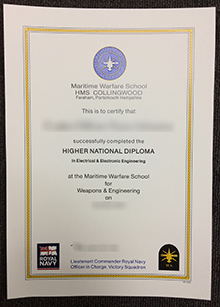 Maritime Warfare School
HMS COLLINGWOOD
Fareham, Portsmouth Hampshire
This is to certify that:
successfully completed the
HIGHER NATIONAL DIPLOMA
in Electrical & Electronic Engineering
at the Maritime Warfare School
for
Weapons & Engineering
on
ROYAL
NAVY
Lieutenant Commander Royal Navy
Officer in Charge, Victory Squadron